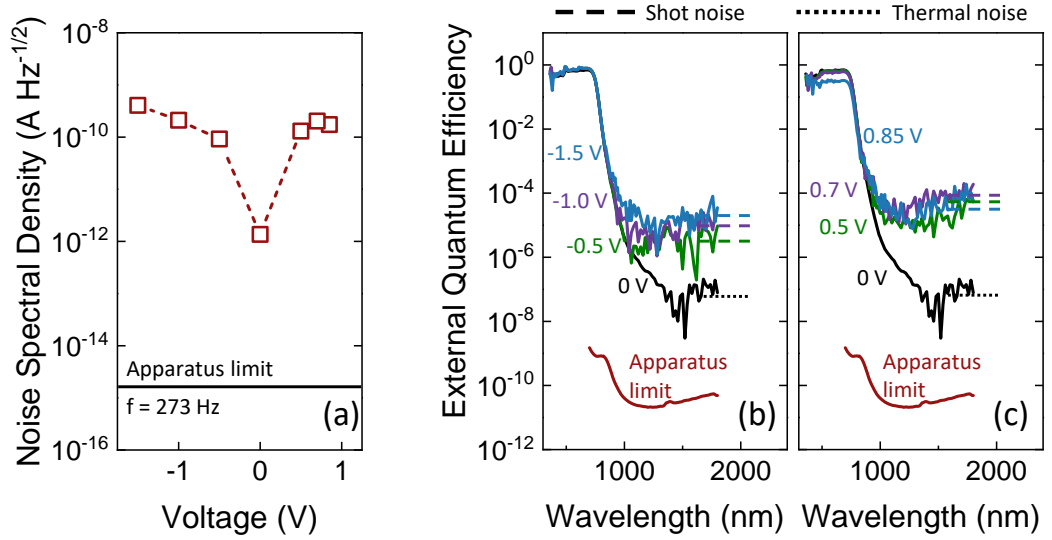 Shot noise
Thermal noise
Noise Spectral Density (A Hz-1/2)
10-8
10-10
10-12
10-14
10-16
Apparatus limit
f = 273 Hz
(a)
-1
0
1
Voltage (V)
External Quantum Efficiency
100
10-2
10-4
10-6
10-8
10-10
10-12
-1.5 V
-1.0 V
-0.5 V
0 V
Apparatus
limit
(b)
1000
2000
Wavelength (nm)
0.85 V
0.7 V
0.5 V
0 V
Apparatus
limit
(c)
1000
2000
Wavelength (nm)